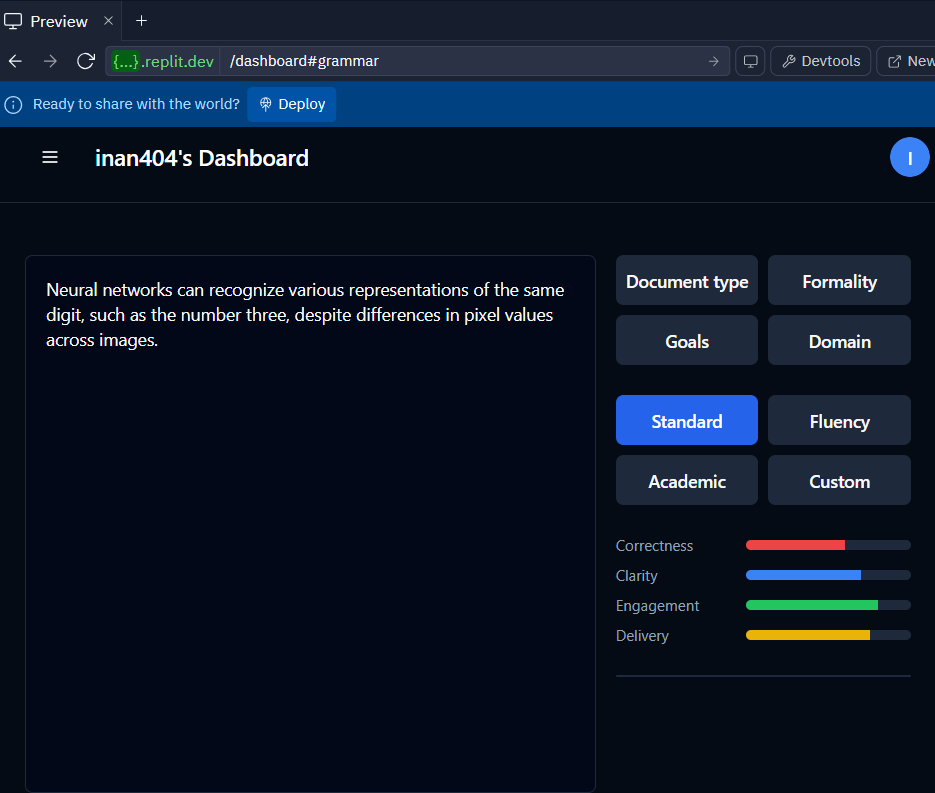 Preview
{...}.replit.dev /dashboard#grammar
Devtools
New
Ready to share with the world?
Deploy
inan404's Dashboard
I
Neural networks can recognize various representations of the same
digit, such as the number three, despite differences in pixel values
across images.
Document type
Formality
Goals
Domain
Standard
Fluency
Academic
Custom
Correctness
Clarity
Engagement
Delivery